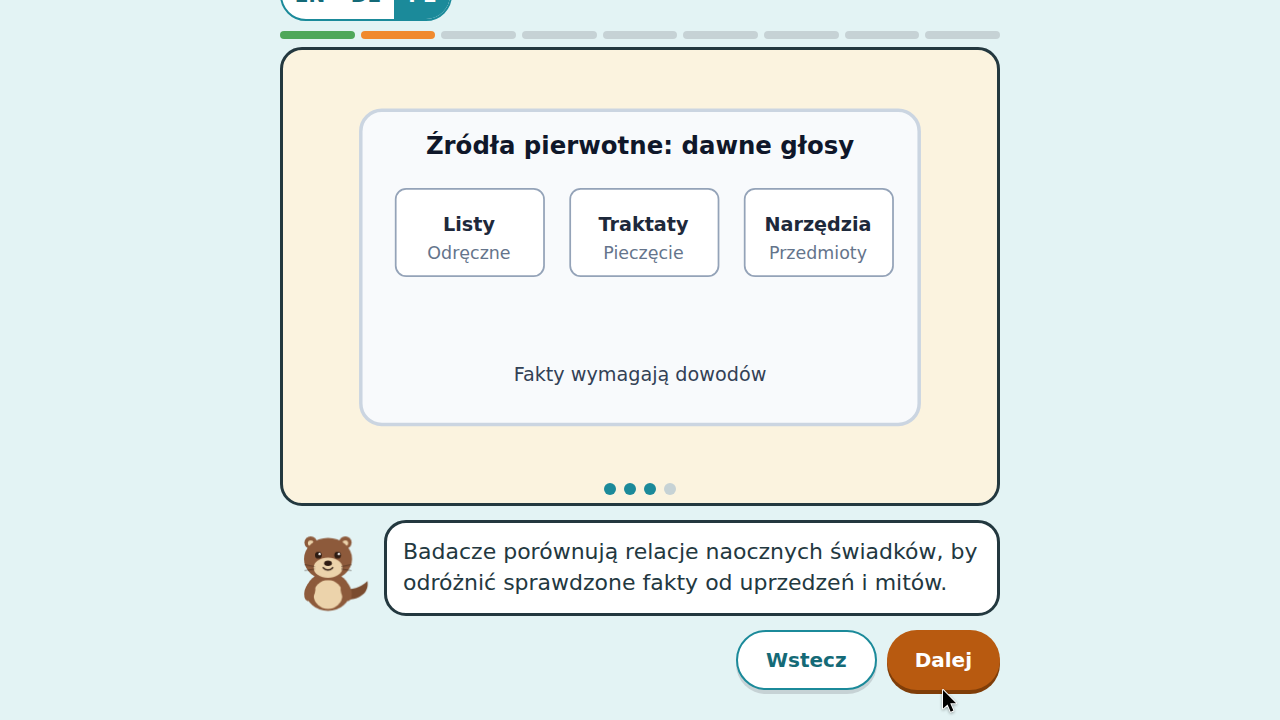 Źródła pierwotne: dawne głosy
Listy
Odręczne
Traktaty
Pieczęcie
Narzędzia
Przedmioty
Fakty wymagają dowodów
Badacze porównują relacje naocznych świadków, by
odróżnić sprawdzone fakty od uprzedzeń i mitów.
Wstecz
Dalej